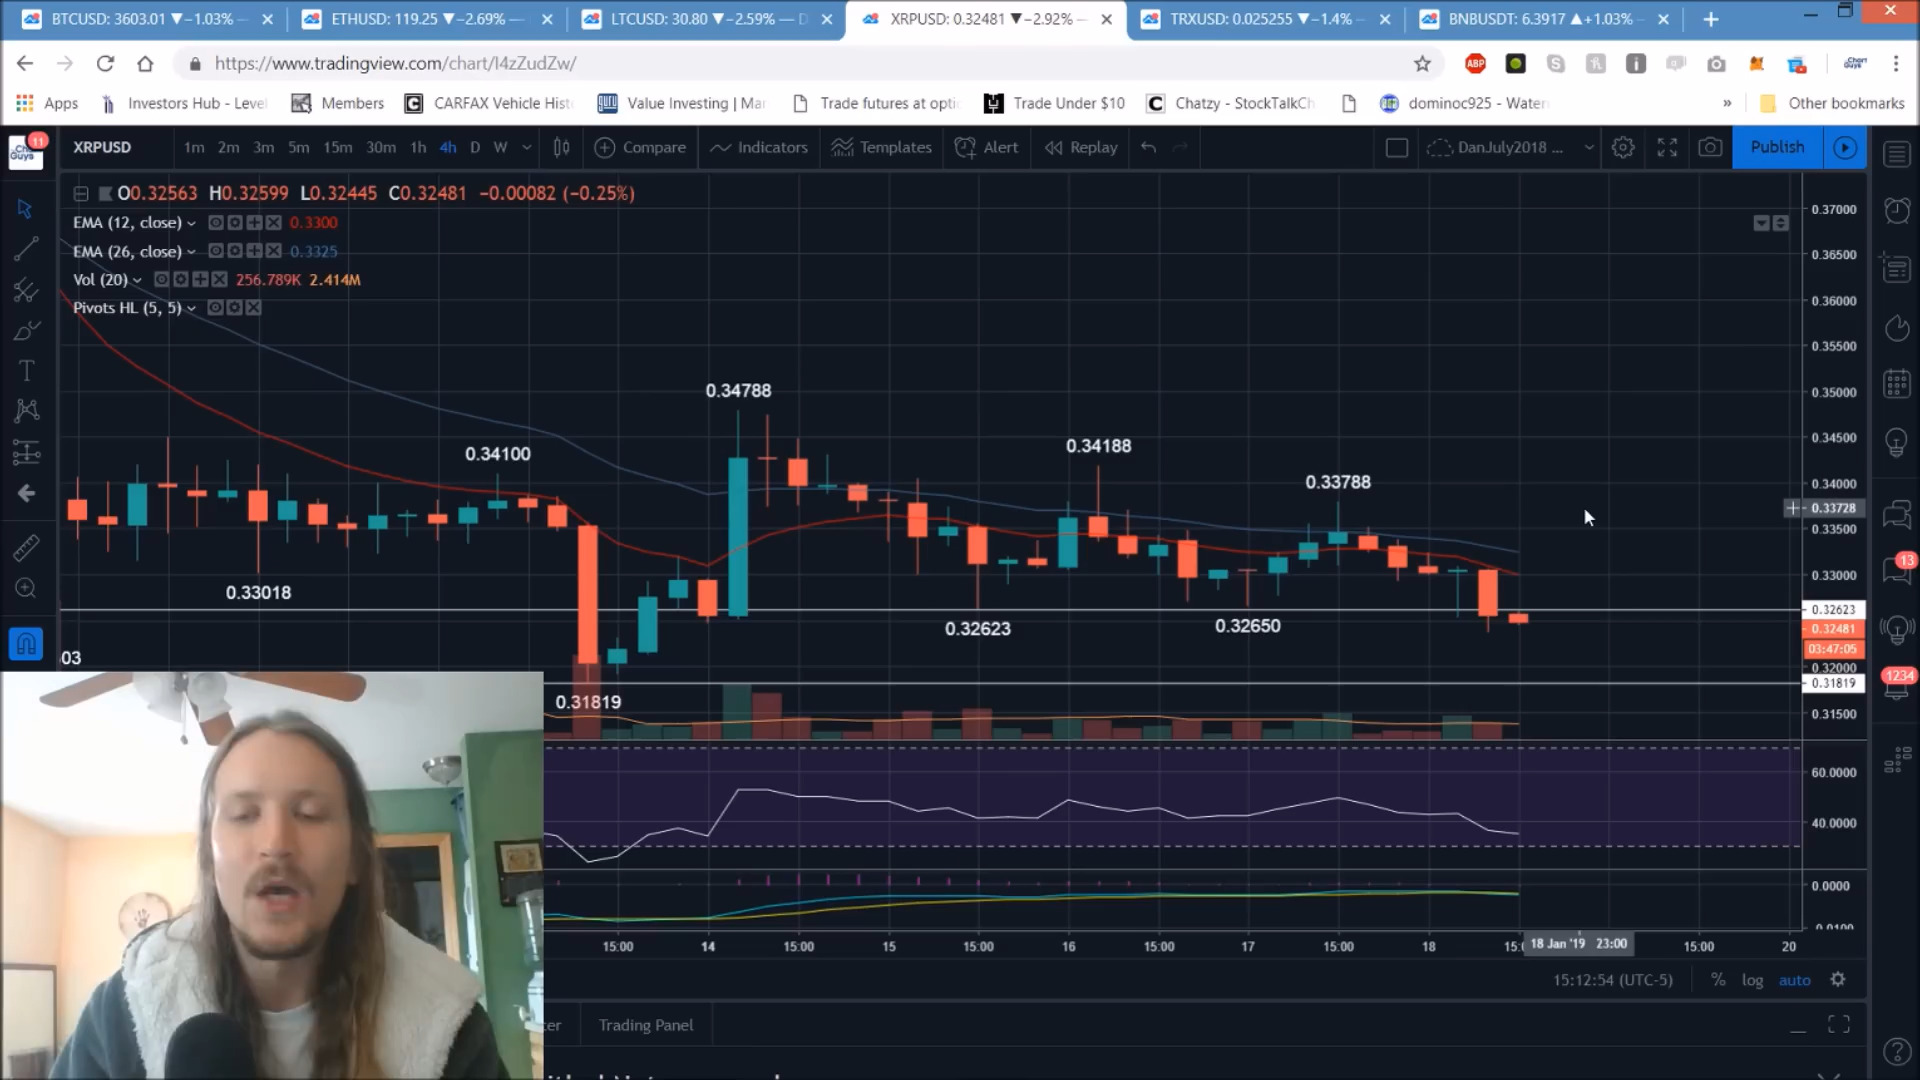 BTCUSD: 3603.01 ▼−1.03% —
ETHUSD: 119.25 ▼−2.69% —
LTCUSD: 30.80 ▼−2.59% — D
XRPUSD: 0.32481 ▼−2.92% —
TRXUSD: 0.025255 ▼−1.4% —
BNBUSDT: 6.3917 ▲+1.03% —
https://www.tradingview.com/chart/I4zZudZw/
ABP
Apps
Investors Hub - Level
Members
CARFAX Vehicle Hist
guru
Value Investing | Mar
Trade futures at optio
Trade Under $10
Chatzy - StockTalkCh
dominoc925 - Water
»
Other bookmarks
11
XRPUSD
1m 2m 3m 5m 15m 30m 1h 4h D W
Compare
Indicators
Templates
Alert
Replay
DanJuly2018 ...
Publish
O0.32563 H0.32599 L0.32445 C0.32481 −0.00082 (−0.25%)
EMA (12, close) 0.3300
EMA (26, close) 0.3325
Vol (20) 256.789K 2.414M
Pivots HL (5, 5)
0.37000
0.36500
0.36000
0.35500
0.35000
0.34500
0.34000
0.33728
0.33500
0.33000
0.32623
0.32481
03:47:05
0.32000
0.31819
0.31500
0.34788
0.34100
0.34188
0.33788
0.33018
0.32623
0.32650
03
0.31819
13
1234
60.0000
40.0000
0.0000
15:00 14 15:00 15 15:00 16 15:00 17 15:00 18 18 Jan '19 23:00 15:00 20
15:12:54 (UTC-5) % log auto
Trading Panel